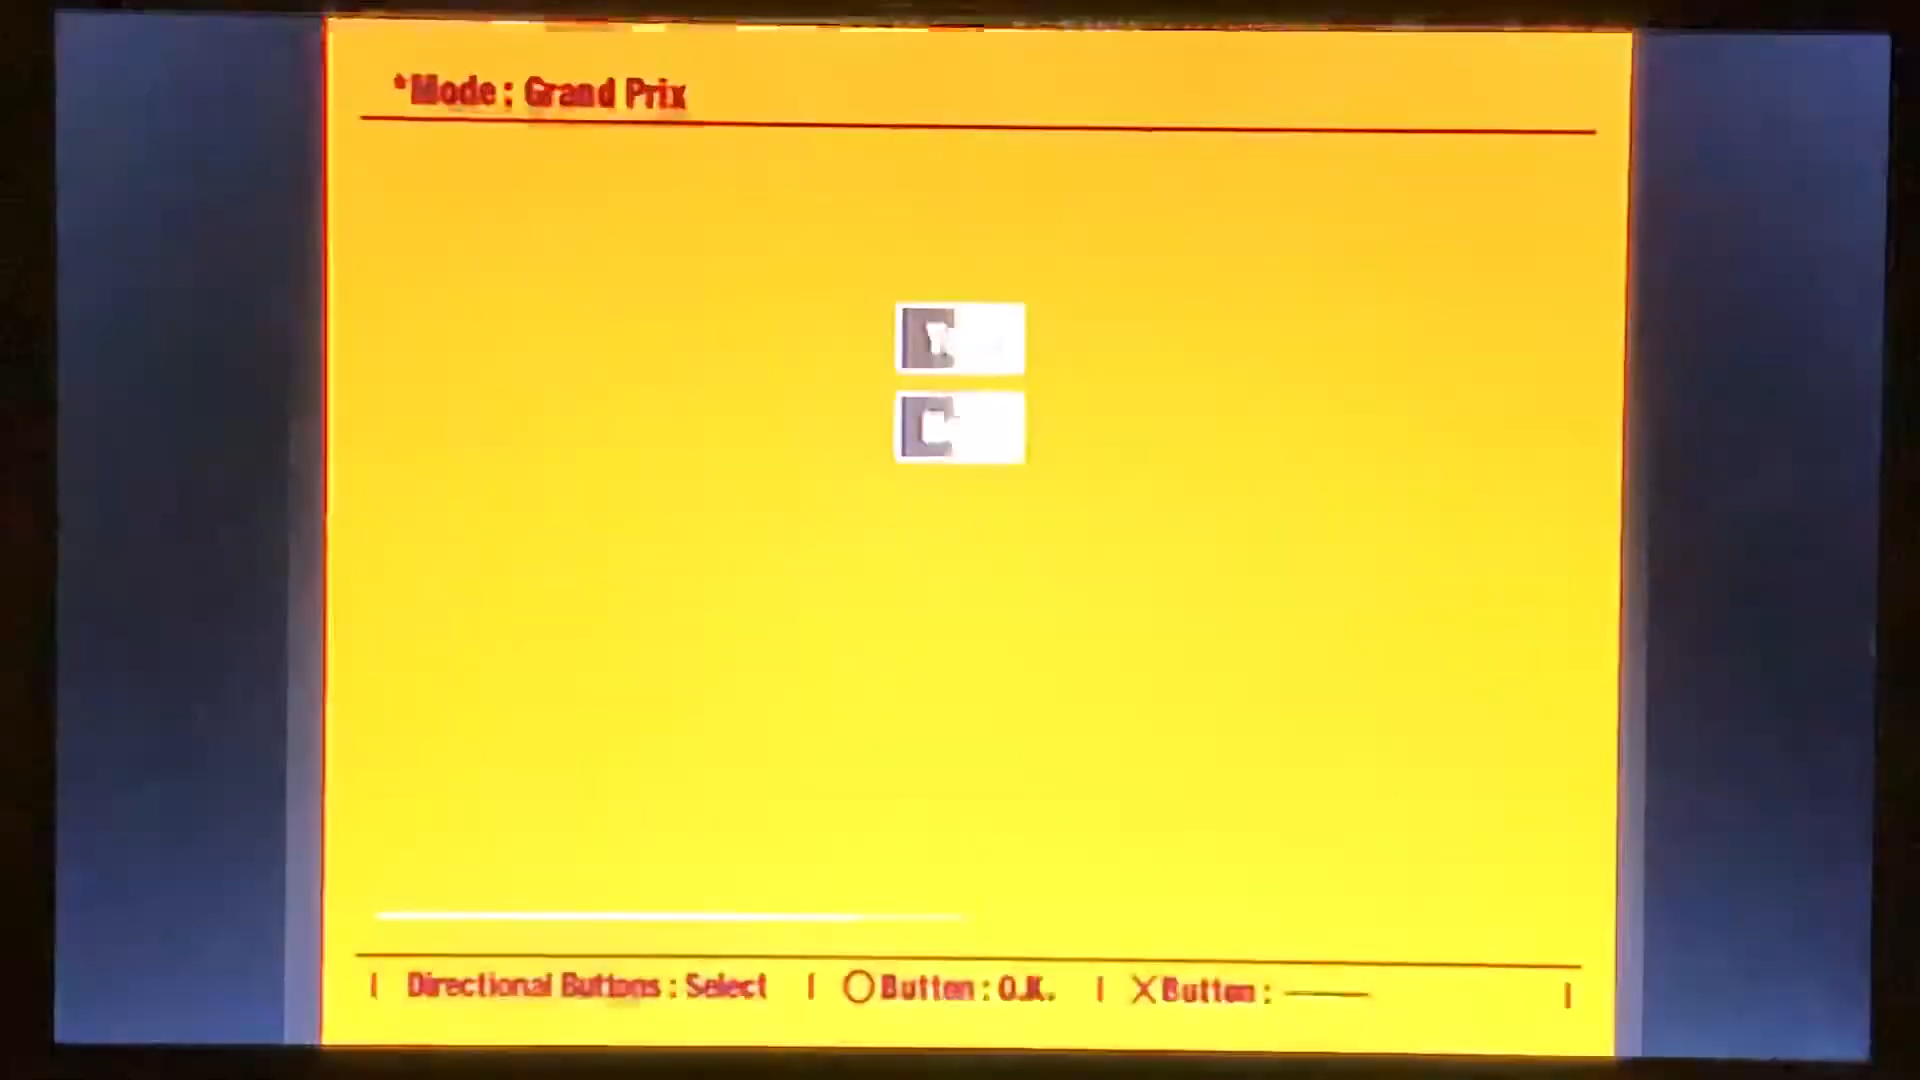 *Mode : Grand Prix
| Directional Buttons : Select | ○Button : O.K. | ×Button : ——